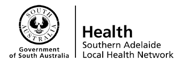 SOUTH
AUSTRALIA
Government
of South Australia
Health
Southern Adelaide
Local Health Network